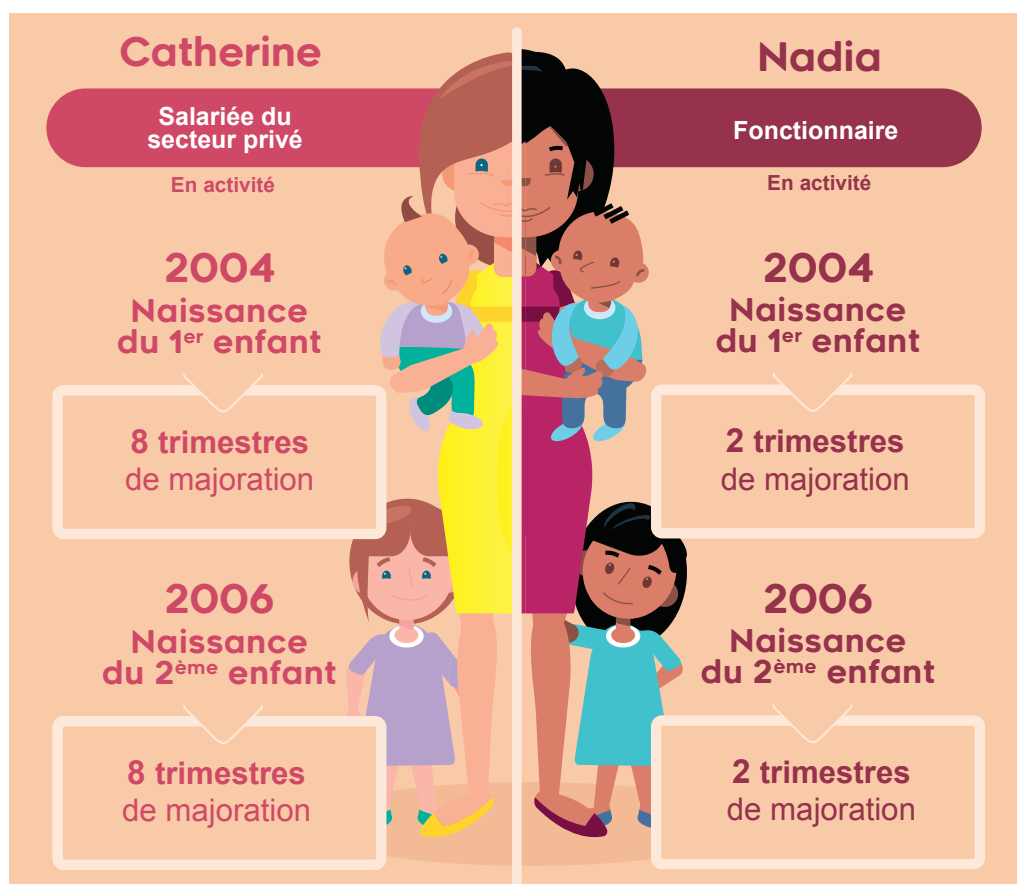 Catherine
Salariée du
secteur privé
En activité
2004
Naissance
du 1er enfant
8 trimestres
de majoration
2006
Naissance
du 2ème enfant
8 trimestres
de majoration
Nadia
Fonctionnaire
En activité
2004
Naissance
du 1er enfant
2 trimestres
de majoration
2006
Naissance
du 2ème enfant
2 trimestres
de majoration